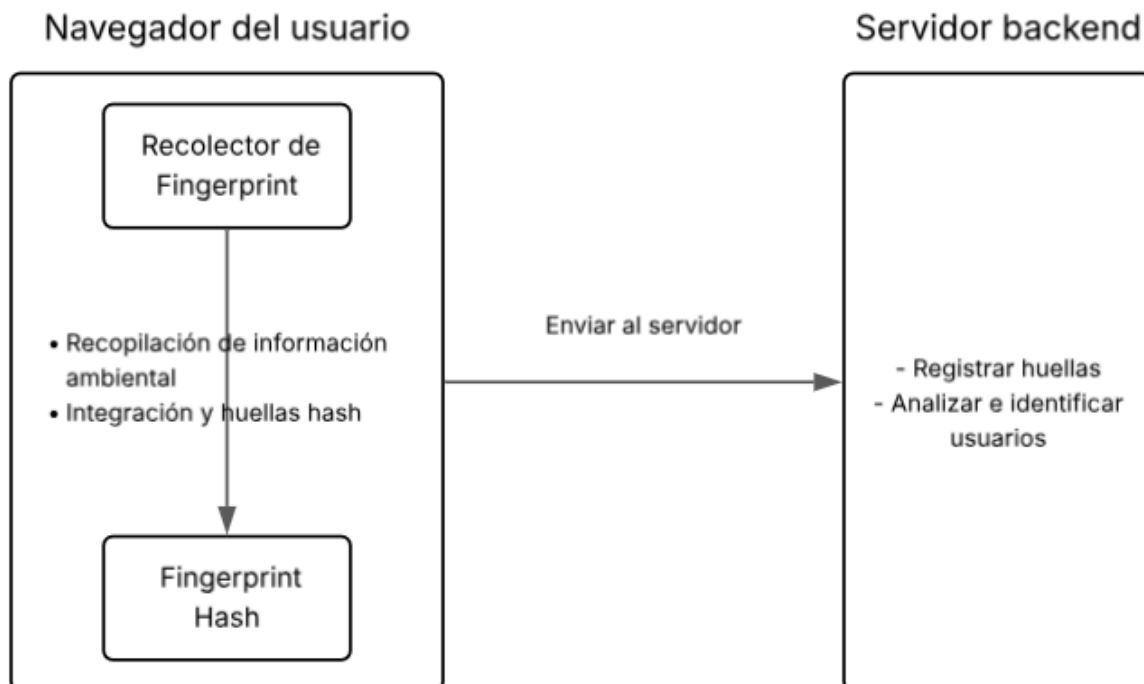 Navegador del usuario
Servidor backend
Recolector de
Fingerprint
• Recopilación de información
ambiental
• Integración y huellas hash
Fingerprint
Hash
Enviar al servidor
- Registrar huellas
- Analizar e identificar
usuarios